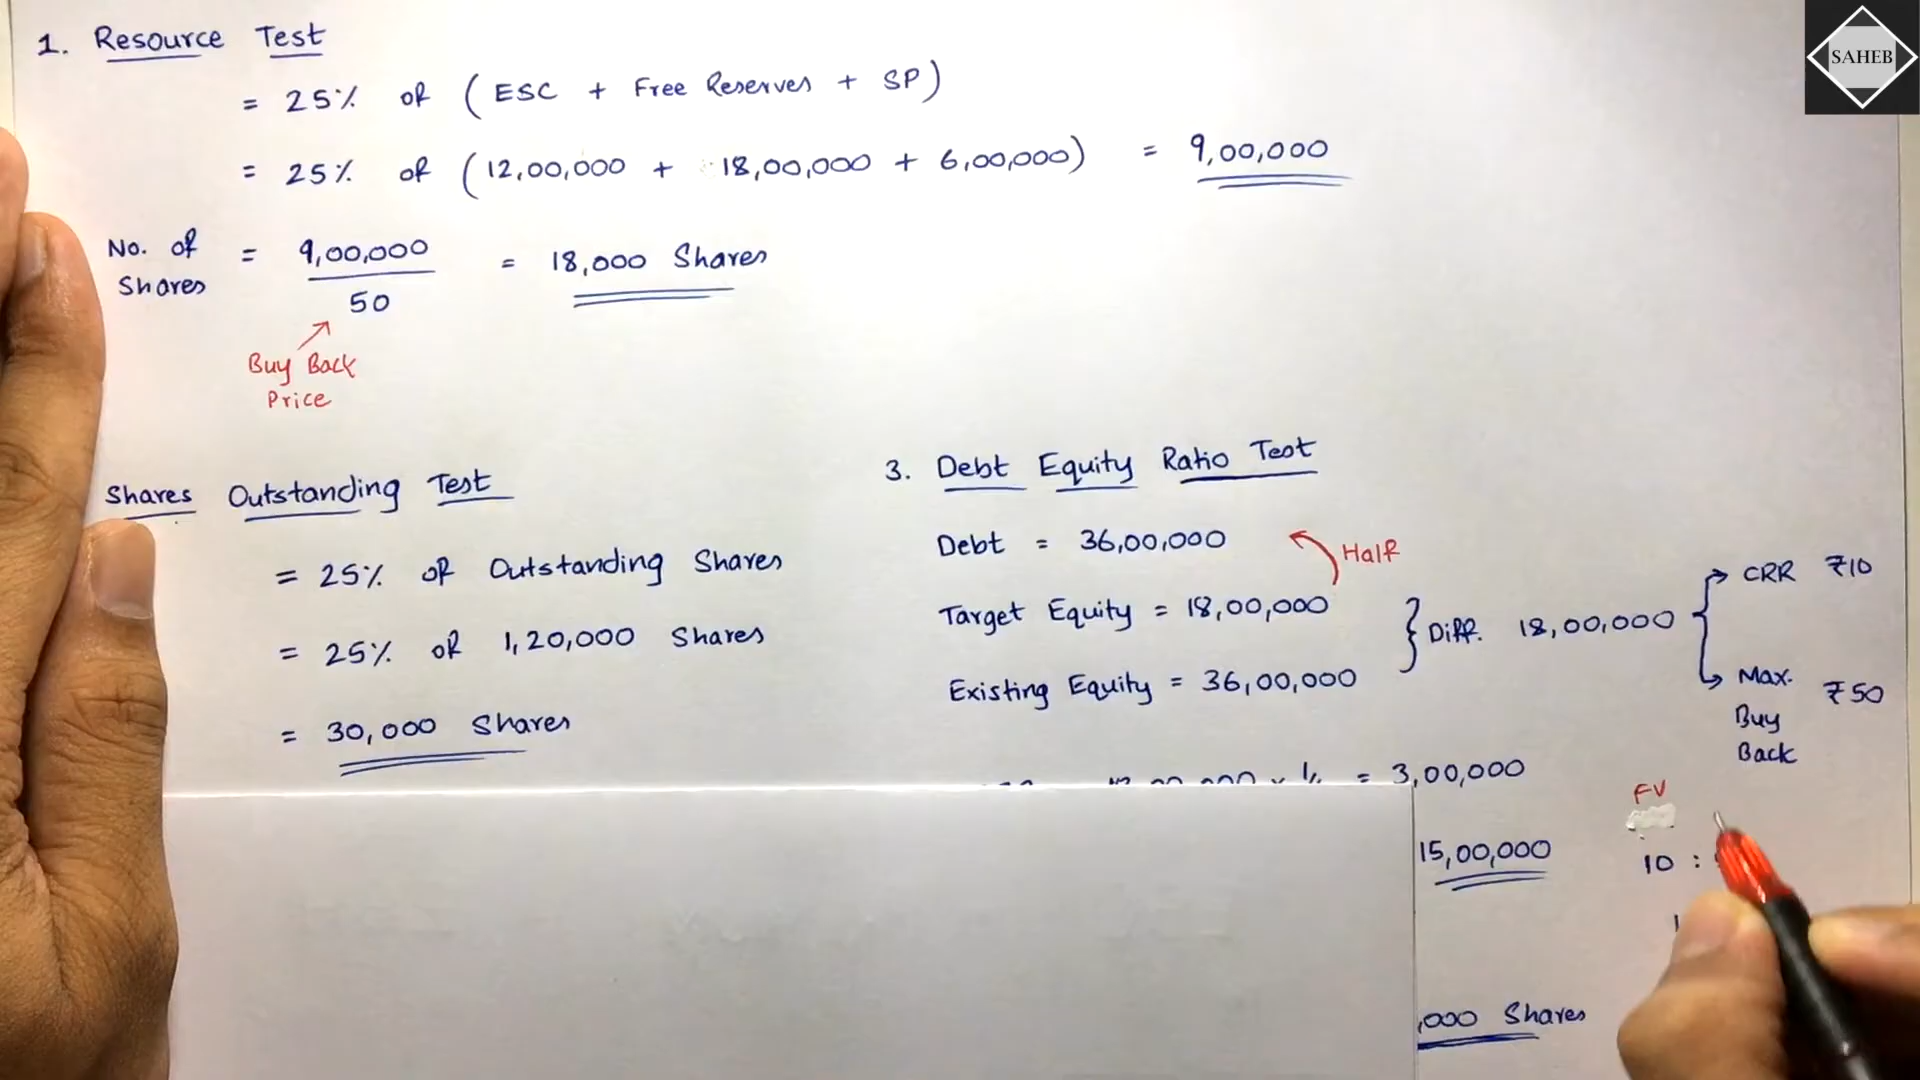 SAHEB
1. Resource Test
= 25% of (ESC + Free Reserves + SP)
= 25% of (12,00,000 + 18,00,000 + 6,00,000) = 9,00,000
No. of Shares = 9,00,000 / 50 = 18,000 Shares
Buy Back
Price
Shares Outstanding Test
= 25% of Outstanding Shares
= 25% of 1,20,000 Shares
= 30,000 Shares
3. Debt Equity Ratio Test
Debt = 36,00,000
Half
Target Equity = 18,00,000
Existing Equity = 36,00,000
Diff. 18,00,000
CRR ₹10
Max. Buy Back ₹50
= 3,00,000
15,00,000
FV
10 :
,000 Shares